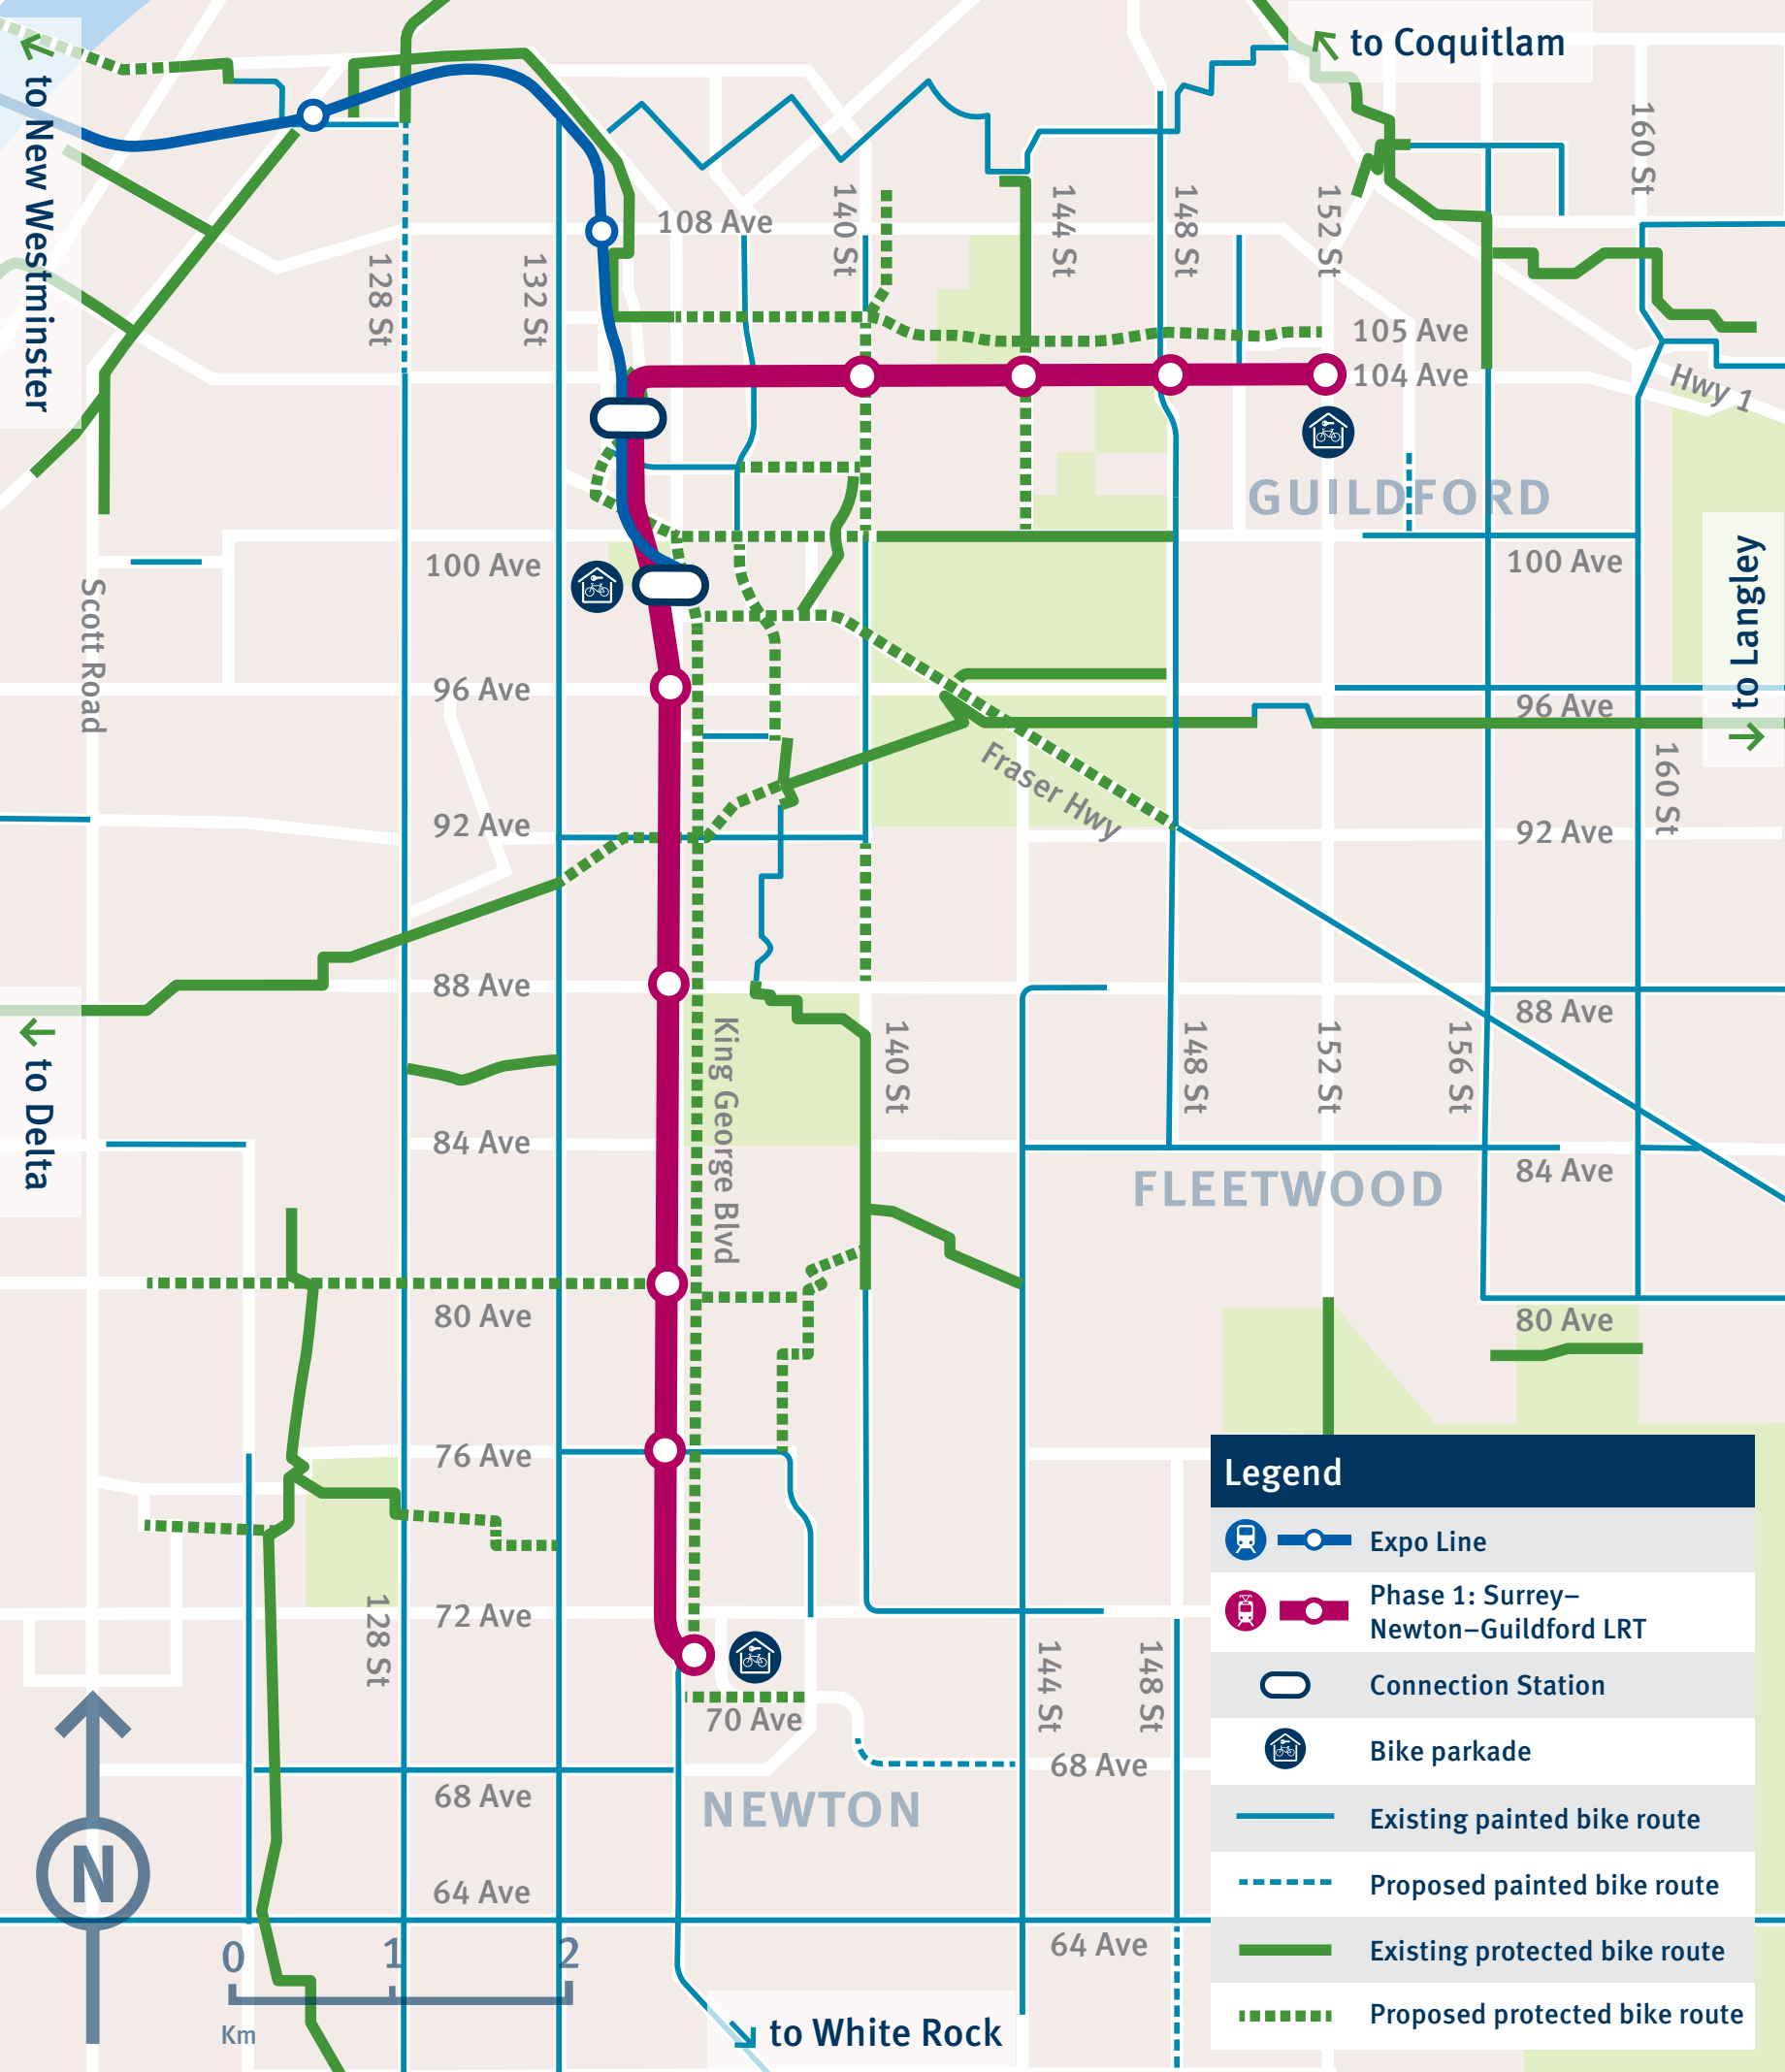 to Coquitlam
to New Westminster
160 St
108 Ave
140 St
144 St
148 St
152 St
128 St
132 St
105 Ave
104 Ave
Hwy 1
GUILDFORD
100 Ave
100 Ave
to Langley
Scott Road
96 Ave
96 Ave
Fraser Hwy
160 St
92 Ave
92 Ave
88 Ave
88 Ave
to Delta
King George Blvd
140 St
148 St
152 St
156 St
84 Ave
84 Ave
FLEETWOOD
80 Ave
80 Ave
76 Ave
128 St
72 Ave
144 St
148 St
70 Ave
68 Ave
68 Ave
NEWTON
N
64 Ave
64 Ave
0 1 2
Km
to White Rock
Legend
Expo Line
Phase 1: Surrey–
Newton–Guildford LRT
Connection Station
Bike parkade
Existing painted bike route
Proposed painted bike route
Existing protected bike route
Proposed protected bike route